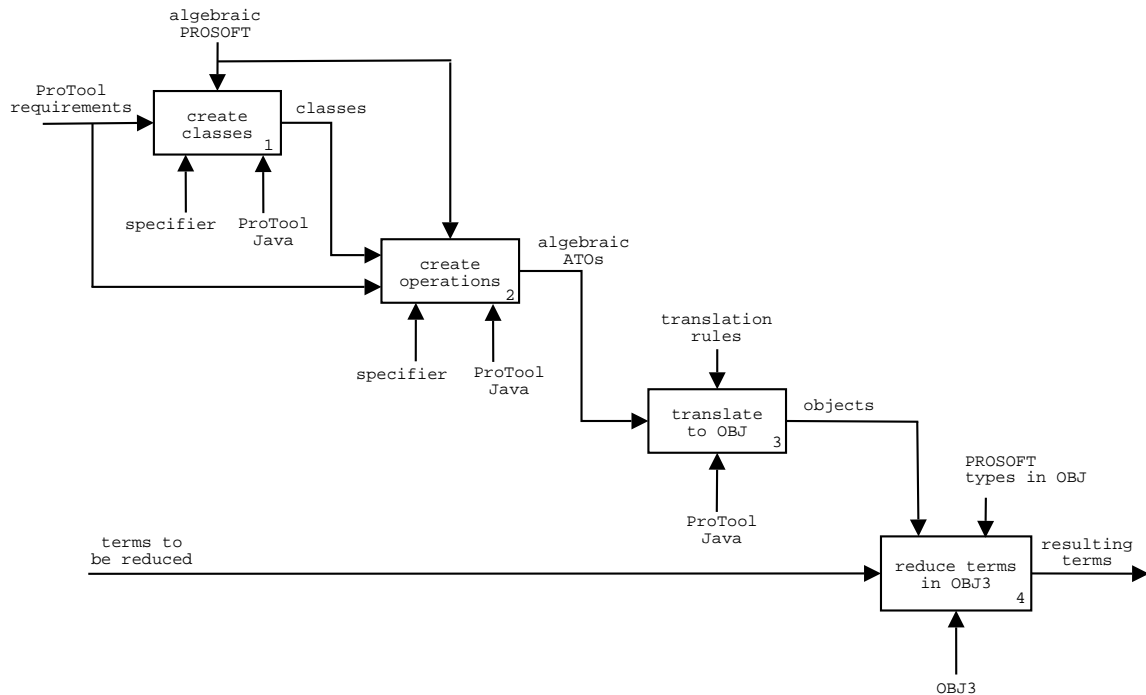 algebraic
PROSOFT
ProTool
requirements
create
classes
1
classes
specifier
ProTool
Java
create
operations
2
algebraic
ATOs
specifier
ProTool
Java
translation
rules
translate
to OBJ
3
objects
ProTool
Java
PROSOFT
types in OBJ
terms to
be reduced
reduce terms
in OBJ3
4
resulting
terms
OBJ3